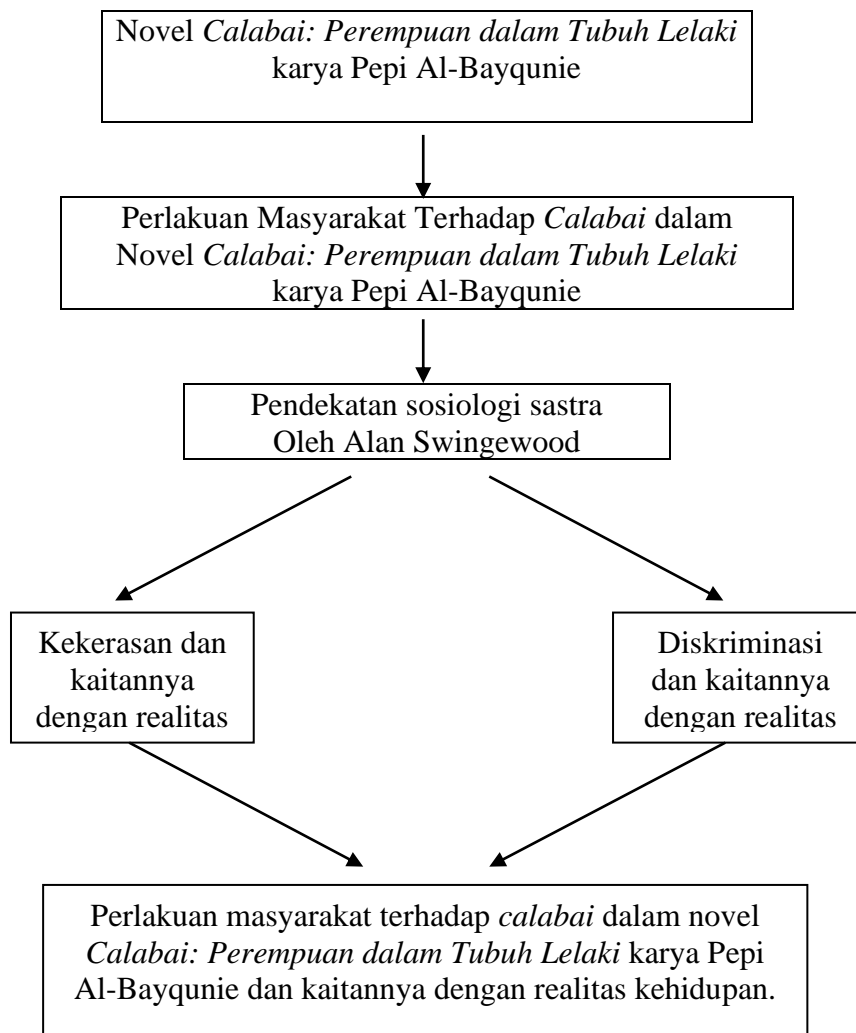 Novel Calabai: Perempuan dalam Tubuh Lelaki
karya Pepi Al-Bayqunie
Perlakuan Masyarakat Terhadap Calabai dalam
Novel Calabai: Perempuan dalam Tubuh Lelaki
karya Pepi Al-Bayqunie
Pendekatan sosiologi sastra
Oleh Alan Swingewood
Kekerasan dan
kaitannya
dengan realitas
Diskriminasi
dan kaitannya
dengan realitas
Perlakuan masyarakat terhadap calabai dalam novel
Calabai: Perempuan dalam Tubuh Lelaki karya Pepi
Al-Bayqunie dan kaitannya dengan realitas kehidupan.